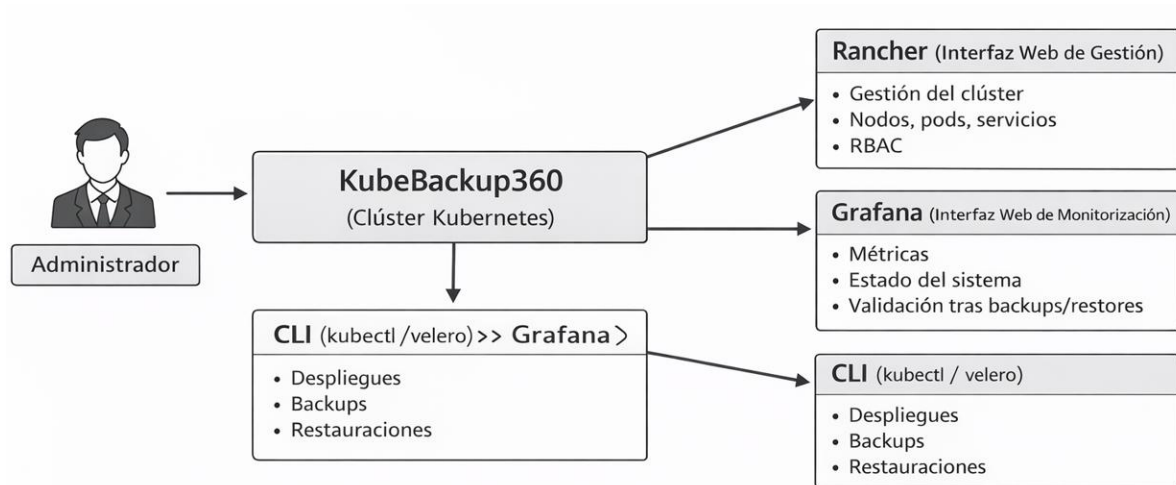 Administrador
KubeBackup360
(Clúster Kubernetes)
CLI (kubectl /velero) >> Grafana >
• Despliegues
• Backups
• Restauraciones
Rancher (Interfaz Web de Gestión)
• Gestión del clúster
• Nodos, pods, servicios
• RBAC
Grafana (Interfaz Web de Monitorización)
• Métricas
• Estado del sistema
• Validación tras backups/restores
CLI (kubectl / velero)
• Despliegues
• Backups
• Restauraciones